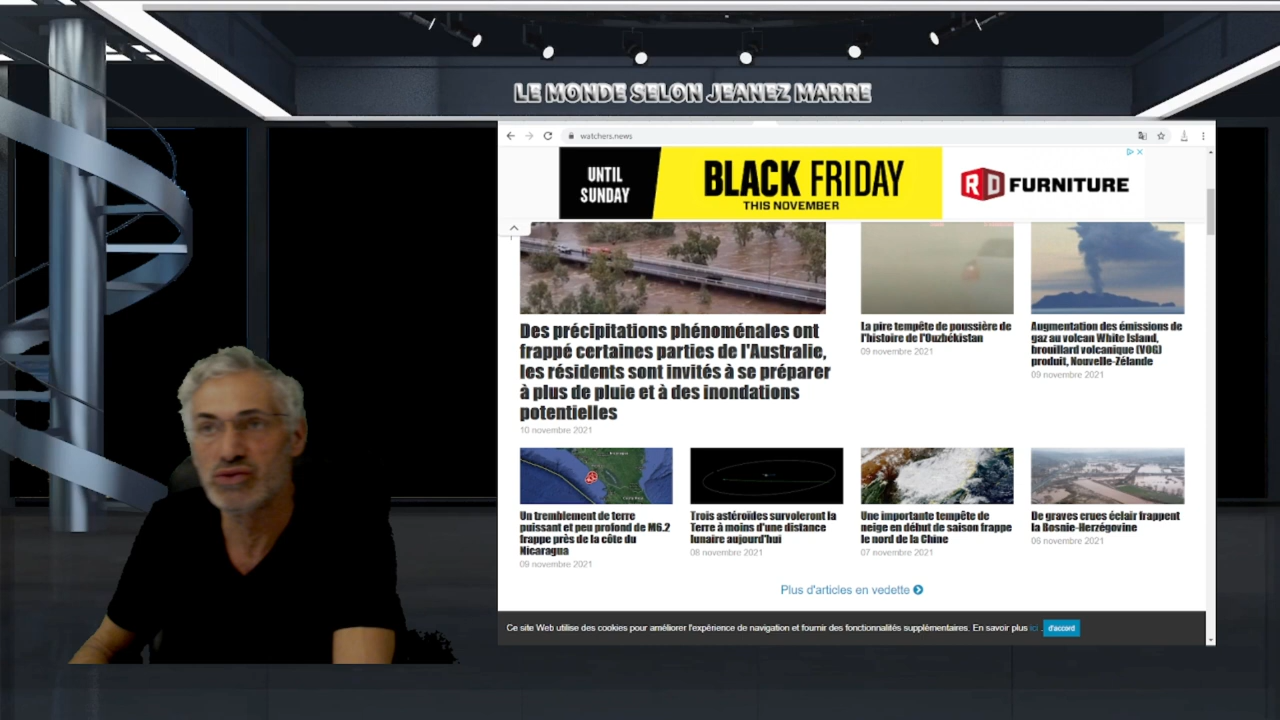 LE MONDE SELON JEANEZ MARRE
watchers.news
UNTIL
SUNDAY
BLACK FRIDAY
THIS NOVEMBER
RD FURNITURE
Des précipitations phénoménales ont
frappé certaines parties de l'Australie,
les résidents sont invités à se préparer
à plus de pluie et à des inondations
potentielles
10 novembre 2021
La pire tempête de poussière de
l'histoire de l'Ouzbékistan
09 novembre 2021
Augmentation des émissions de
gaz au volcan White Island,
brouillard volcanique (VOG)
produit, Nouvelle-Zélande
09 novembre 2021
Un tremblement de terre
puissant et peu profond de M6.2
frappe près de la côte du
Nicaragua
09 novembre 2021
Trois astéroïdes survoleront la
Terre à moins d'une distance
lunaire aujourd'hui
08 novembre 2021
Une importante tempête de
neige en début de saison frappe
le nord de la Chine
07 novembre 2021
De graves crues éclair frappent
la Bosnie-Herzégovine
06 novembre 2021
Plus d'articles en vedette
Ce site Web utilise des cookies pour améliorer l'expérience de navigation et fournir des fonctionnalités supplémentaires. En savoir plus ici . d'accord